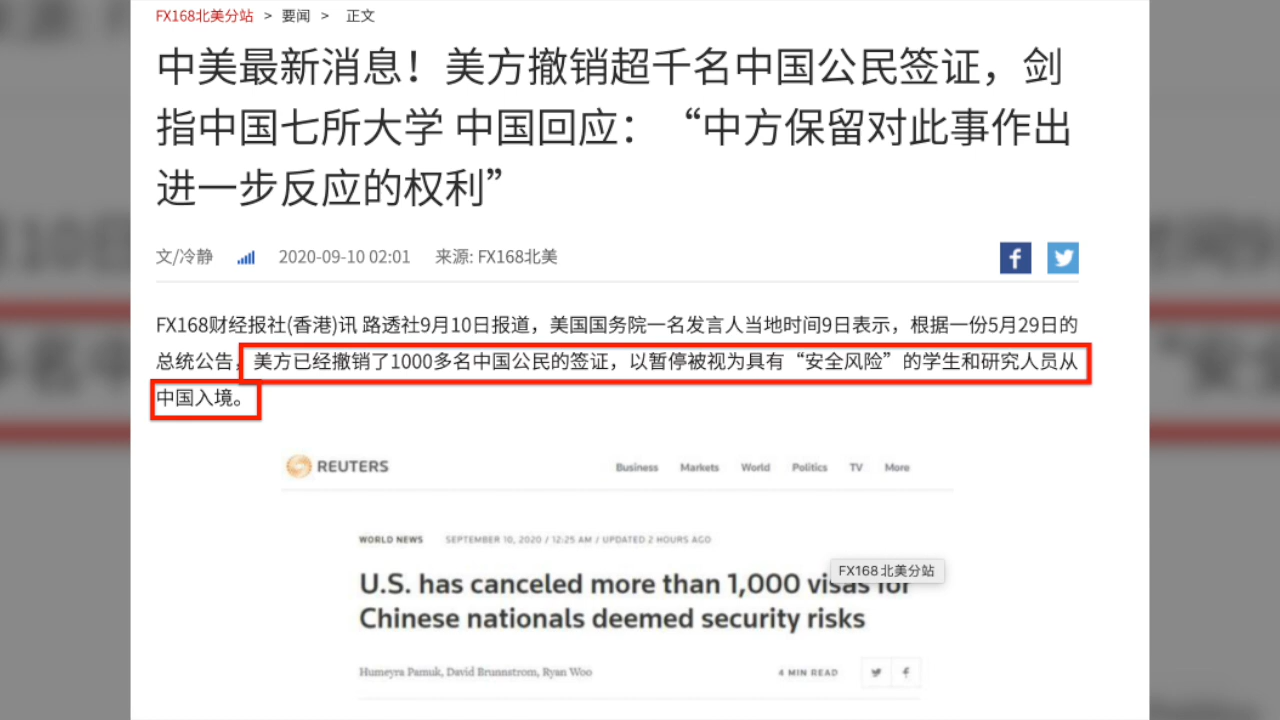 FX168北美分站 > 要闻 > 正文
中美最新消息！美方撤销超千名中国公民签证，剑
指中国七所大学 中国回应：“中方保留对此事作出
进一步反应的权利”
文/冷静 2020-09-10 02:01 来源: FX168北美
FX168财经报社(香港)讯 路透社9月10日报道，美国国务院一名发言人当地时间9日表示，根据一份5月29日的
总统公告，美方已经撤销了1000多名中国公民的签证，以暂停被视为具有“安全风险”的学生和研究人员从
中国入境。
REUTERS Business Markets World Politics TV More
WORLD NEWS SEPTEMBER 10, 2020 / 12:25 AM / UPDATED 2 HOURS AGO
FX168北美分站
U.S. has canceled more than 1,000 visas for
Chinese nationals deemed security risks
Humeyra Pamuk, David Brunnstrom, Ryan Woo 4 MIN READ